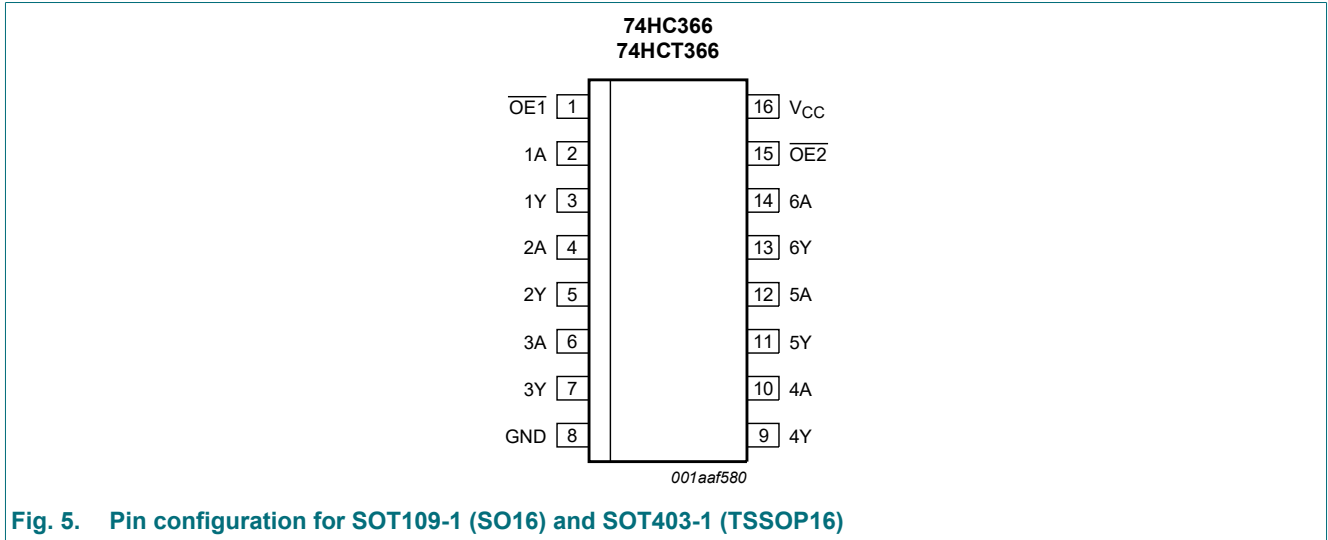 74HC366
74HCT366
OE1 1
1A 2
1Y 3
2A 4
2Y 5
3A 6
3Y 7
GND 8
16 VCC
15 OE2
14 6A
13 6Y
12 5A
11 5Y
10 4A
9 4Y
001aaf580
Fig. 5. Pin configuration for SOT109-1 (SO16) and SOT403-1 (TSSOP16)